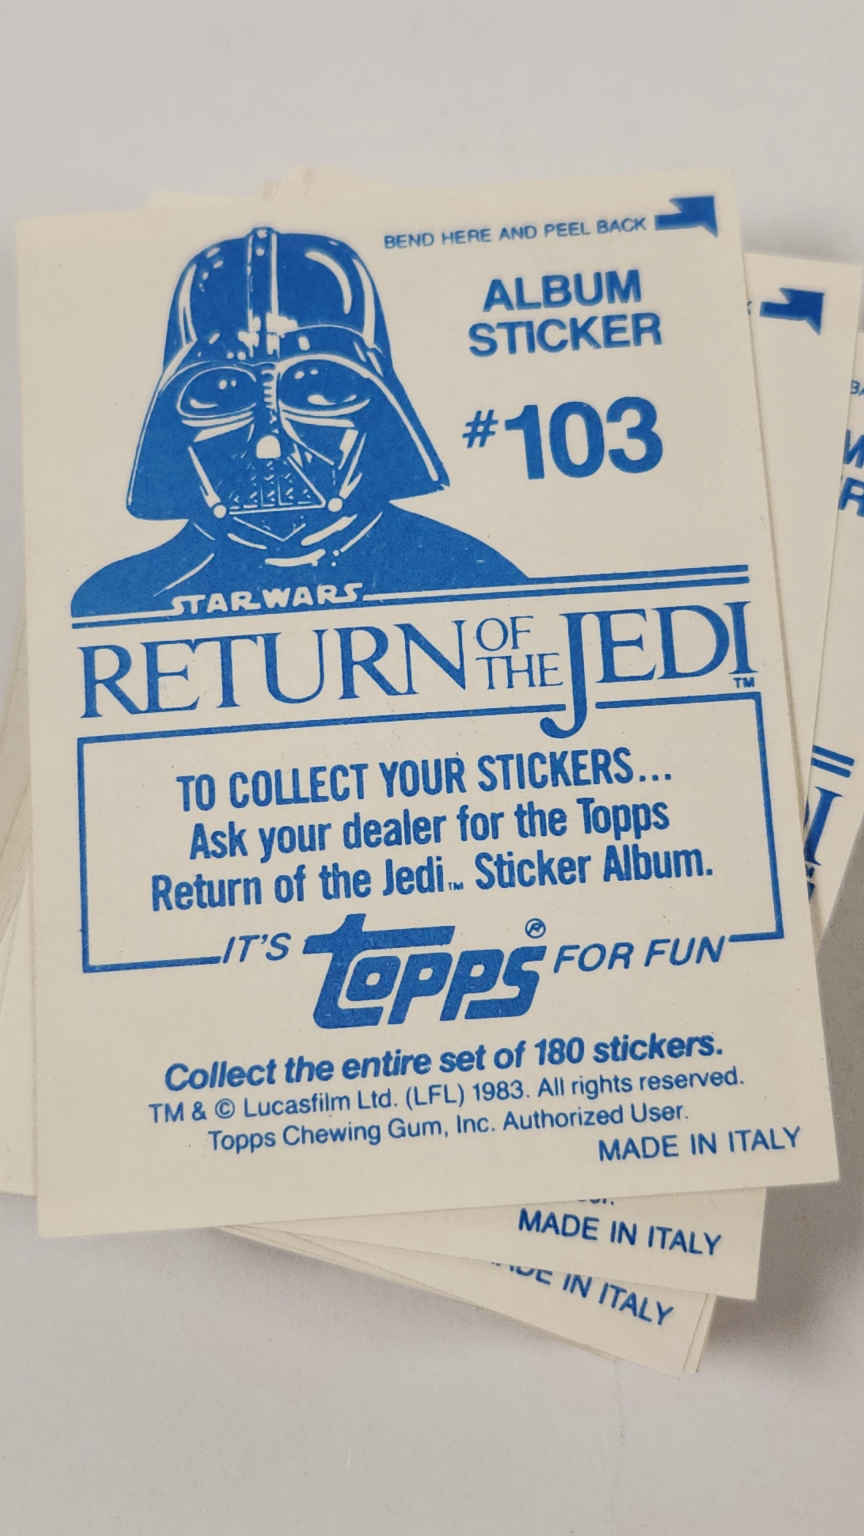 BEND HERE AND PEEL BACK
ALBUM
STICKER
#103
STAR WARS
RETURN OF THE JEDI™
TO COLLECT YOUR STICKERS...
Ask your dealer for the Topps
Return of the Jedi™ Sticker Album.
IT'S topps® FOR FUN
Collect the entire set of 180 stickers.
TM & © Lucasfilm Ltd. (LFL) 1983. All rights reserved.
Topps Chewing Gum, Inc. Authorized User.
MADE IN ITALY
MADE IN ITALY
IN ITALY